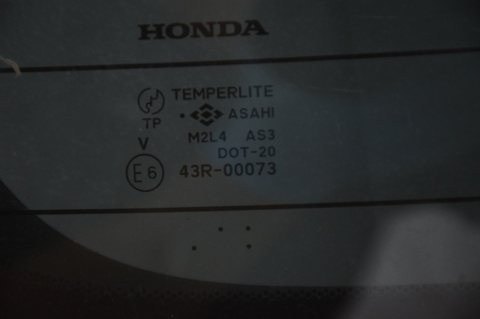 HONDA
TEMPERLITE
ASAHI
TP
M2L4 AS3
V
DOT-20
E6 43R-00073